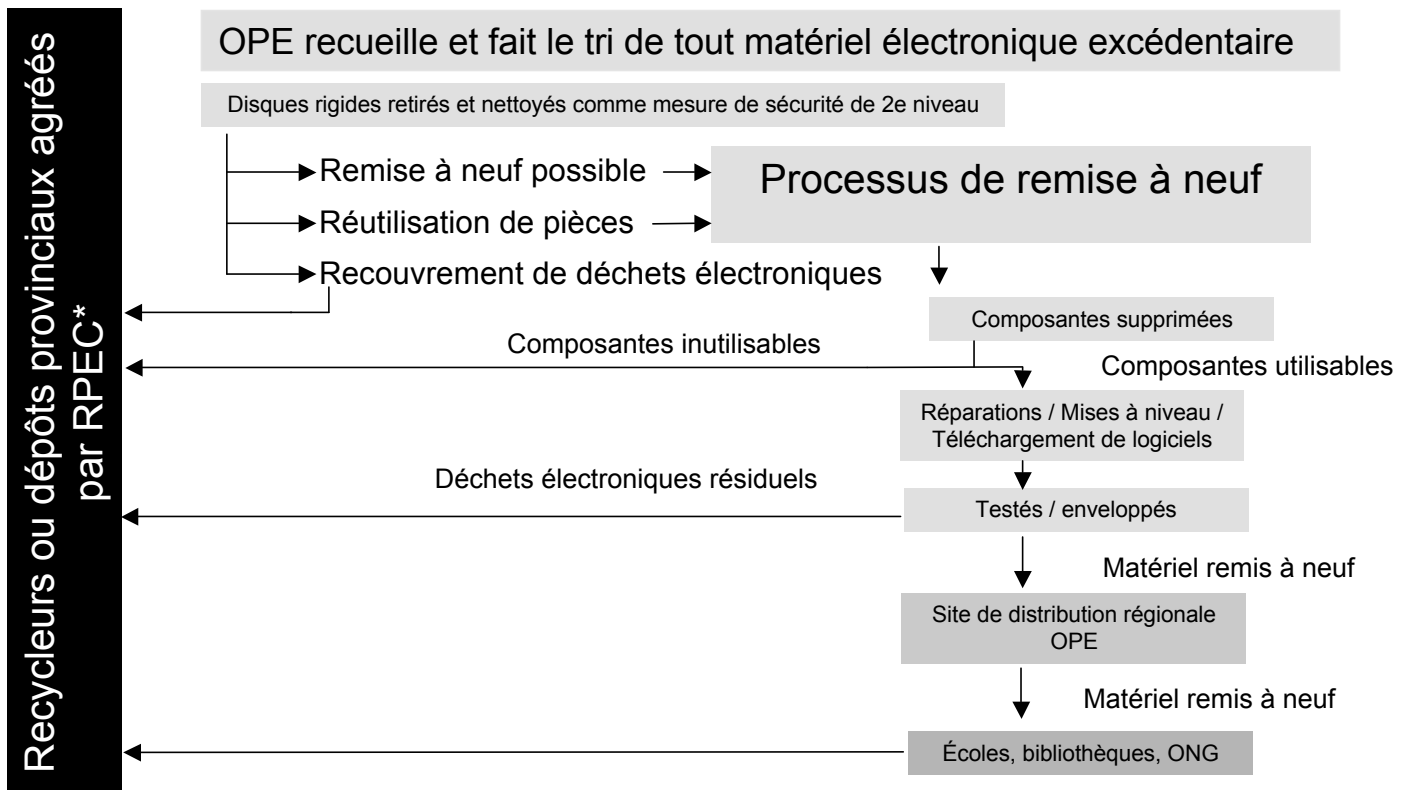 Recycleurs ou dépôts provinciaux agréés
par RPEC*
OPE recueille et fait le tri de tout matériel électronique excédentaire
Disques rigides retirés et nettoyés comme mesure de sécurité de 2e niveau
Remise à neuf possible
Processus de remise à neuf
Réutilisation de pièces
Recouvrement de déchets électroniques
Composantes supprimées
Composantes inutilisables
Composantes utilisables
Réparations / Mises à niveau /
Téléchargement de logiciels
Déchets électroniques résiduels
Testés / enveloppés
Matériel remis à neuf
Site de distribution régionale
OPE
Matériel remis à neuf
Écoles, bibliothèques, ONG